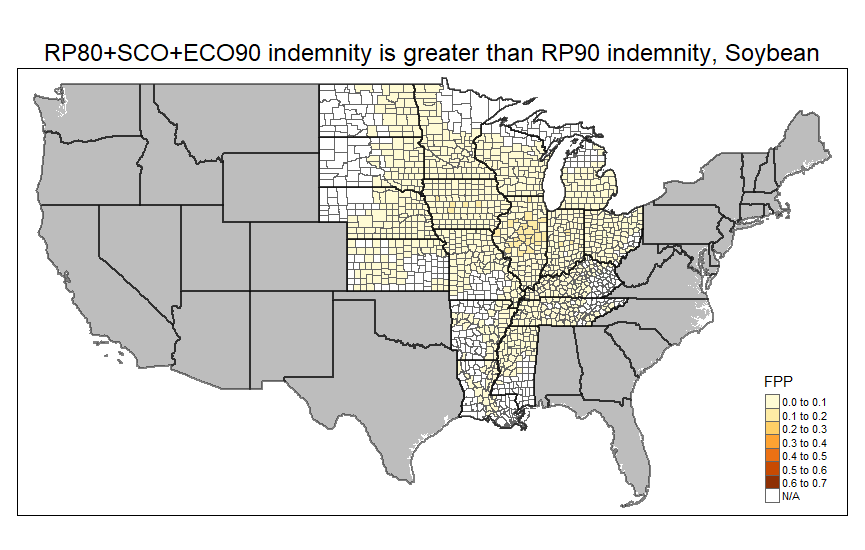 RP80+SCO+ECO90 indemnity is greater than RP90 indemnity, Soybean
FPP
0.0 to 0.1
0.1 to 0.2
0.2 to 0.3
0.3 to 0.4
0.4 to 0.5
0.5 to 0.6
0.6 to 0.7
N/A